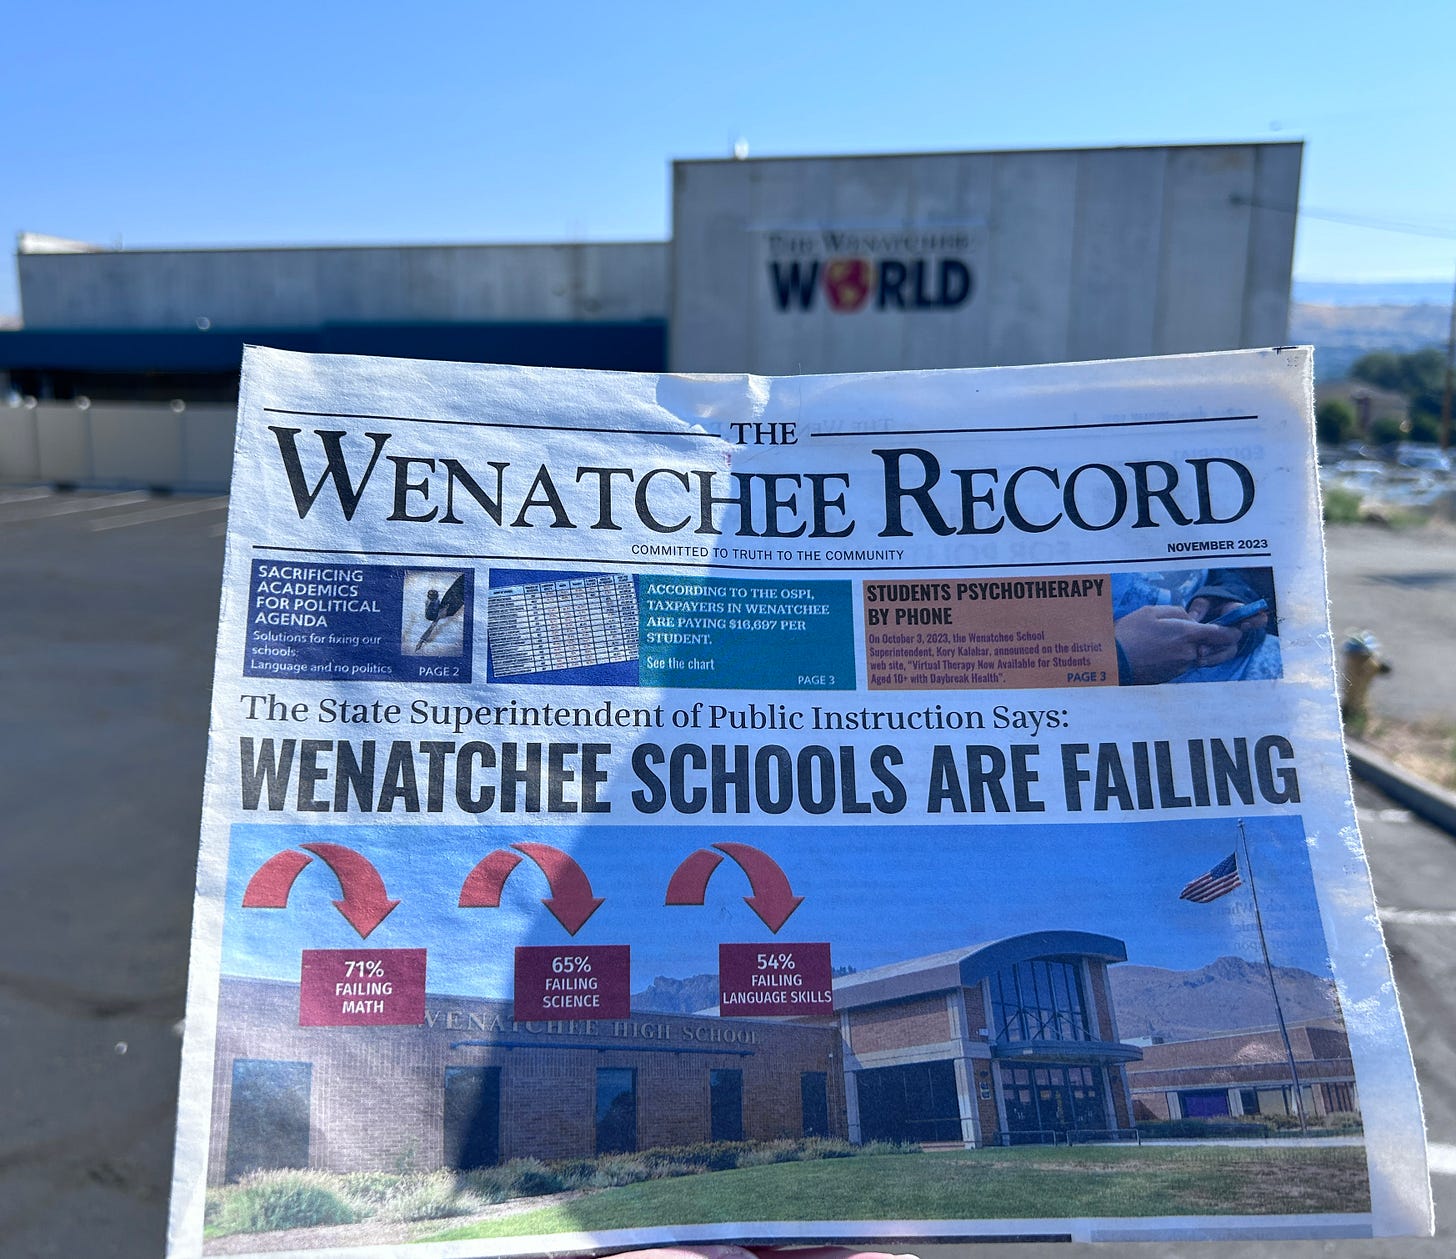 THE WENATCHEE
WORLD
THE
WENATCHEE RECORD
COMMITTED TO TRUTH TO THE COMMUNITY
NOVEMBER 2023
SACRIFICING
ACADEMICS
FOR POLITICAL
AGENDA
Solutions for fixing our
schools:
Language and no politics
PAGE 2
ACCORDING TO THE OSPI,
TAXPAYERS IN WENATCHEE
ARE PAYING $16,697 PER
STUDENT.
See the chart
PAGE 3
STUDENTS PSYCHOTHERAPY
BY PHONE
On October 3, 2023, the Wenatchee School
Superintendent, Kory Kalahar, announced on the district
web site, "Virtual Therapy Now Available for Students
Aged 10+ with Daybreak Health".
PAGE 3
The State Superintendent of Public Instruction Says:
WENATCHEE SCHOOLS ARE FAILING
71%
FAILING
MATH
65%
FAILING
SCIENCE
54%
FAILING
LANGUAGE SKILLS
WENATCHEE HIGH SCHOOL